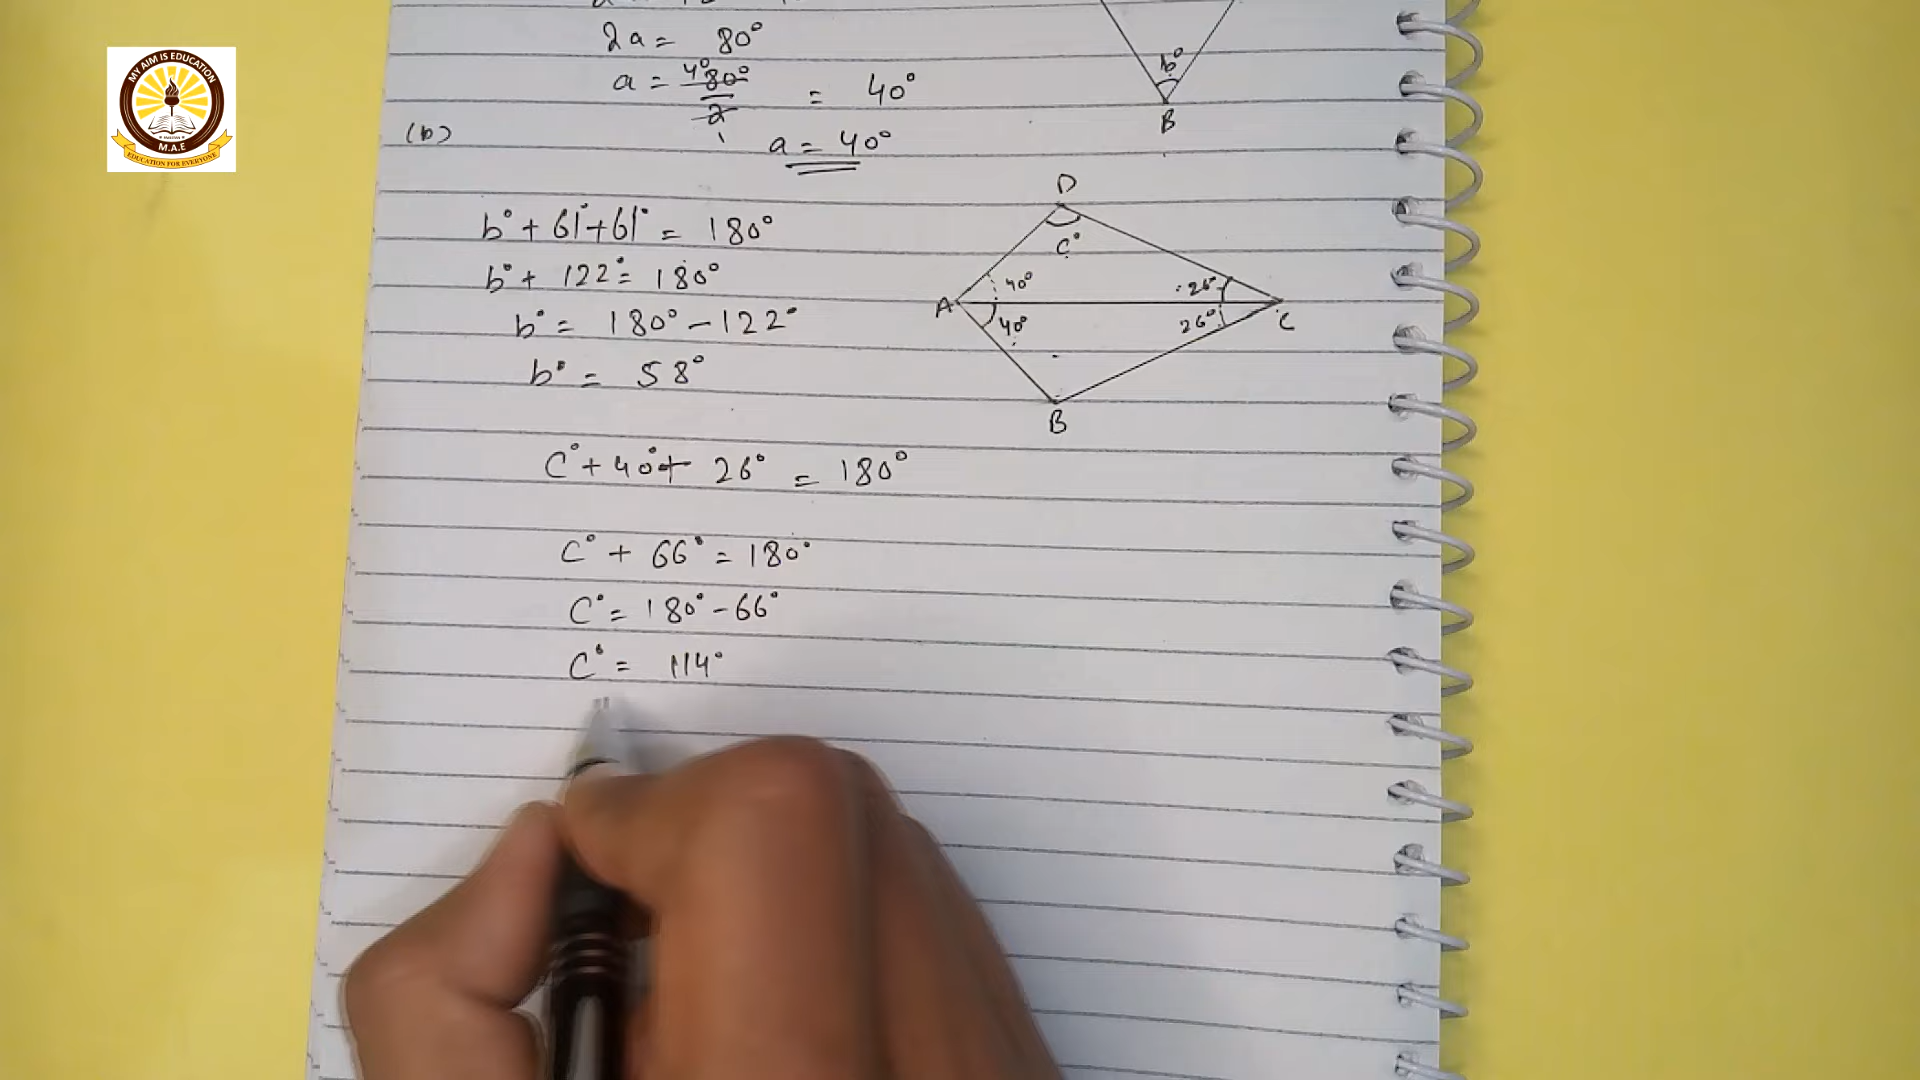 MY AIM IS EDUCATION
M.A.E
EDUCATION FOR EVERYONE
2a = 80°
a = 80°/2 = 40°
40
1
a = 40°
b°
B
(b)
b° + 61° + 61° = 180°
b° + 122° = 180°
b° = 180° - 122°
b° = 58°
D
C°
A
40°
40°
26°
26°
C
B
C° + 40° + 26° = 180°
C° + 66° = 180°
C° = 180° - 66°
C° = 114°